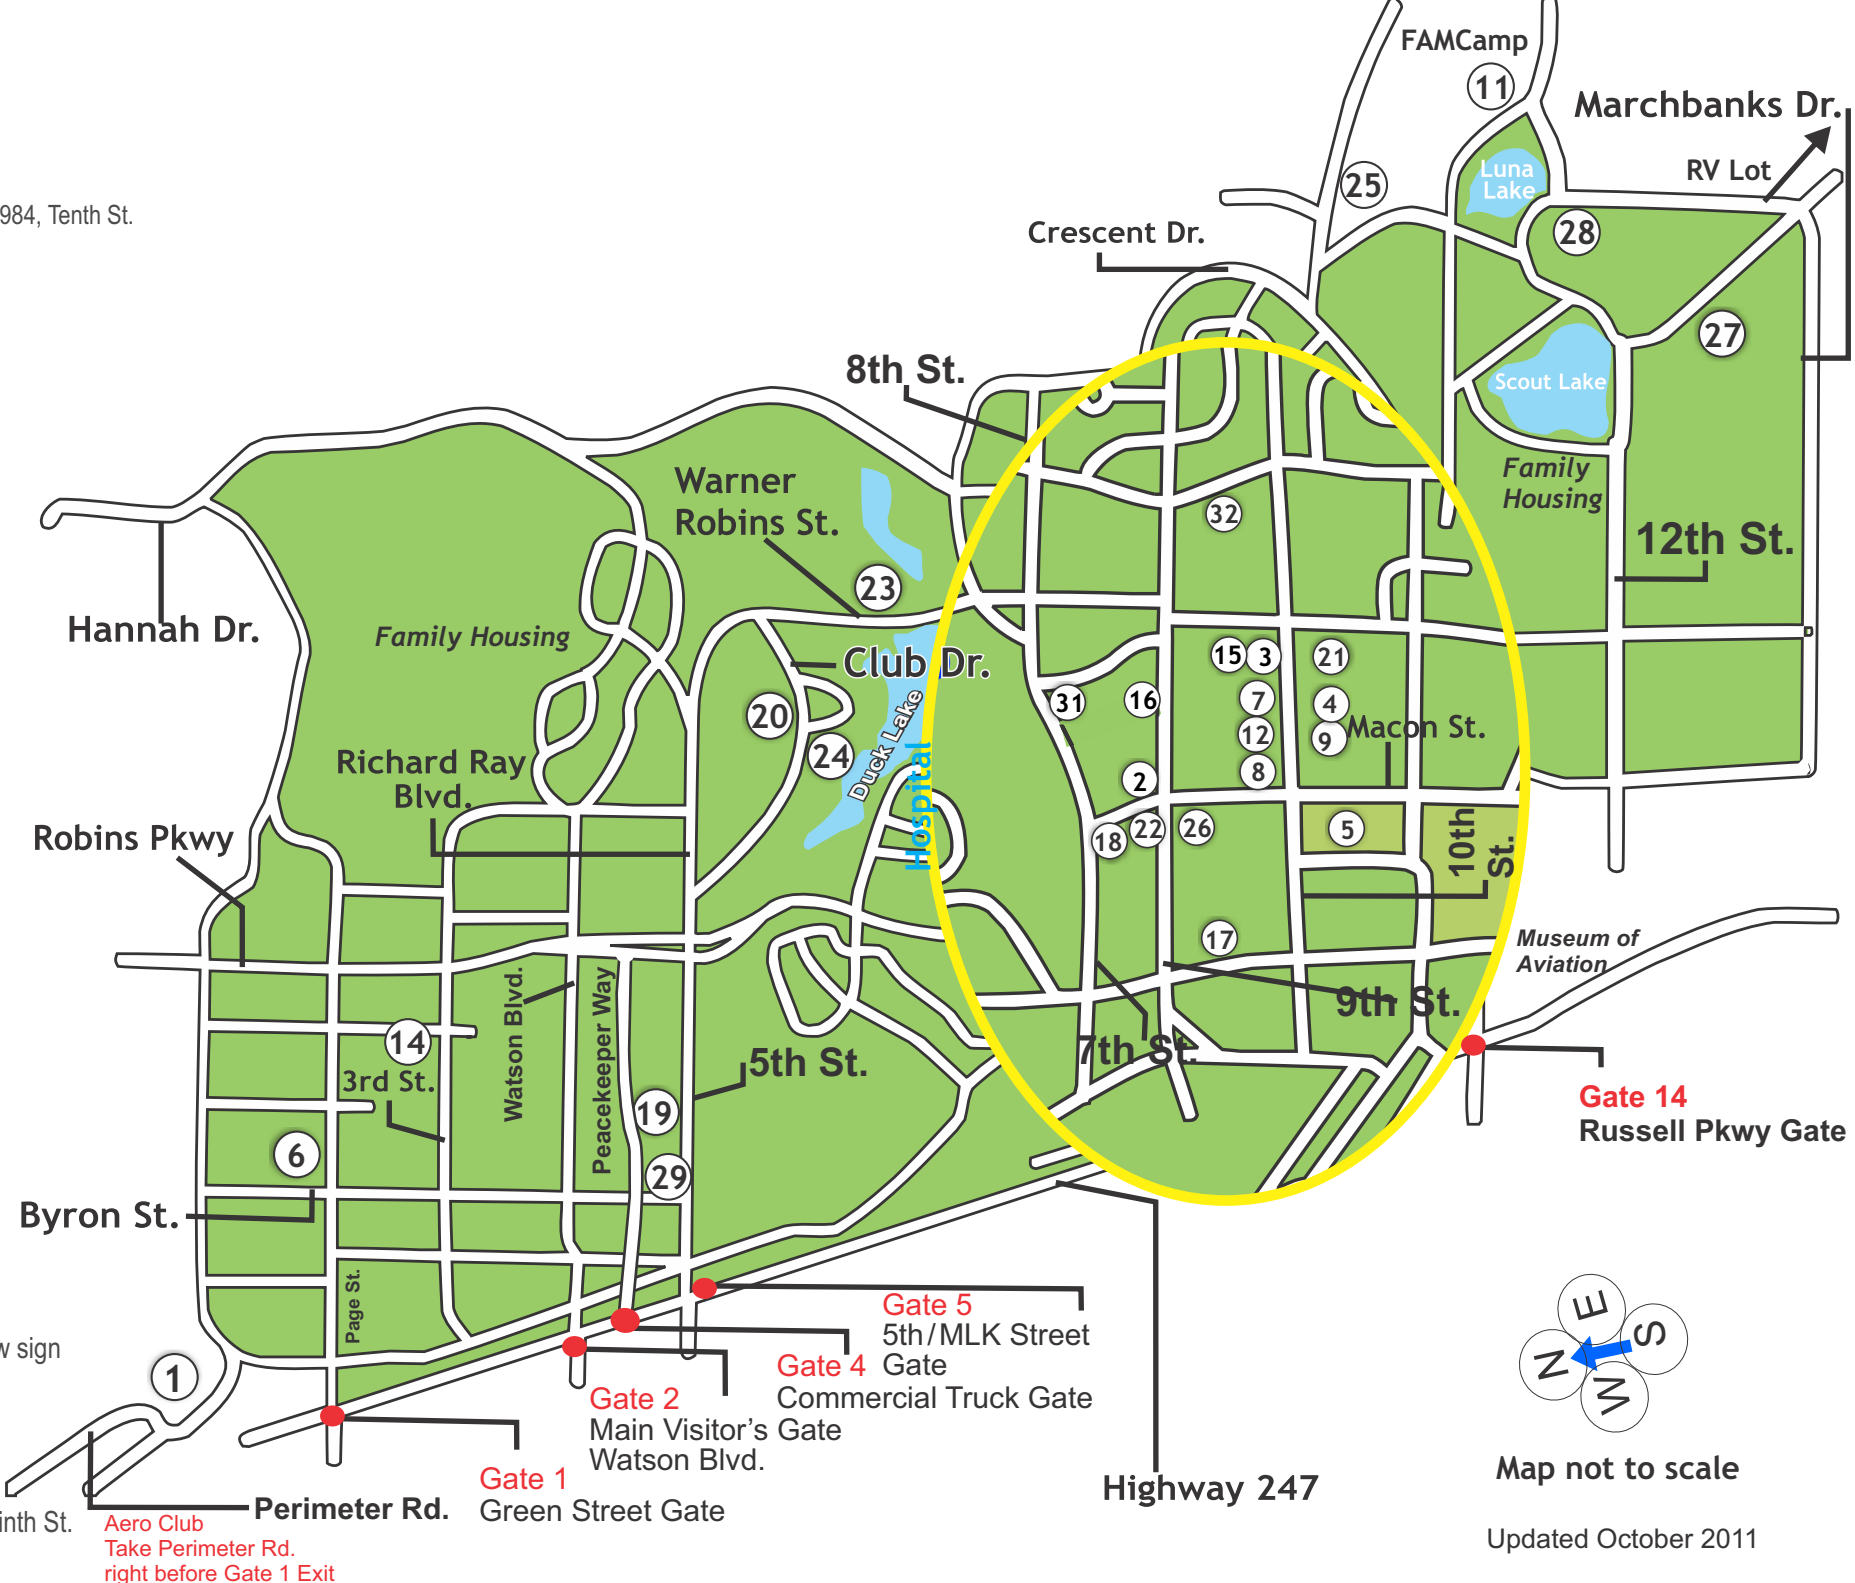 FAMCamp
11
Marchbanks Dr.
RV Lot
25
Luna
Lake
984, Tenth St.
Crescent Dr.
28
27
8th St.
Scout Lake
Warner
Robins St.
Family
Housing
32
12th St.
23
Hannah Dr.
Family Housing
Club Dr.
15
3
21
20
31
16
7
4
Macon St.
12
9
24
Duck Lake
Hospital
Richard Ray
Blvd.
2
8
Robins Pkwy
18
22
26
5
10th
St.
17
Museum of
Aviation
Watson Blvd.
Peacekeeper Way
9th St.
14
7th St.
5th St.
3rd St.
19
Gate 14
Russell Pkwy Gate
6
29
Byron St.
Page St.
Gate 5
5th/MLK Street
Gate
w sign
1
Gate 4
Commercial Truck Gate
Gate 2
Main Visitor's Gate
Watson Blvd.
E
S
N
W
Gate 1
Green Street Gate
Highway 247
Map not to scale
Perimeter Rd.
inth St.
Aero Club
Take Perimeter Rd.
right before Gate 1 Exit
Updated October 2011